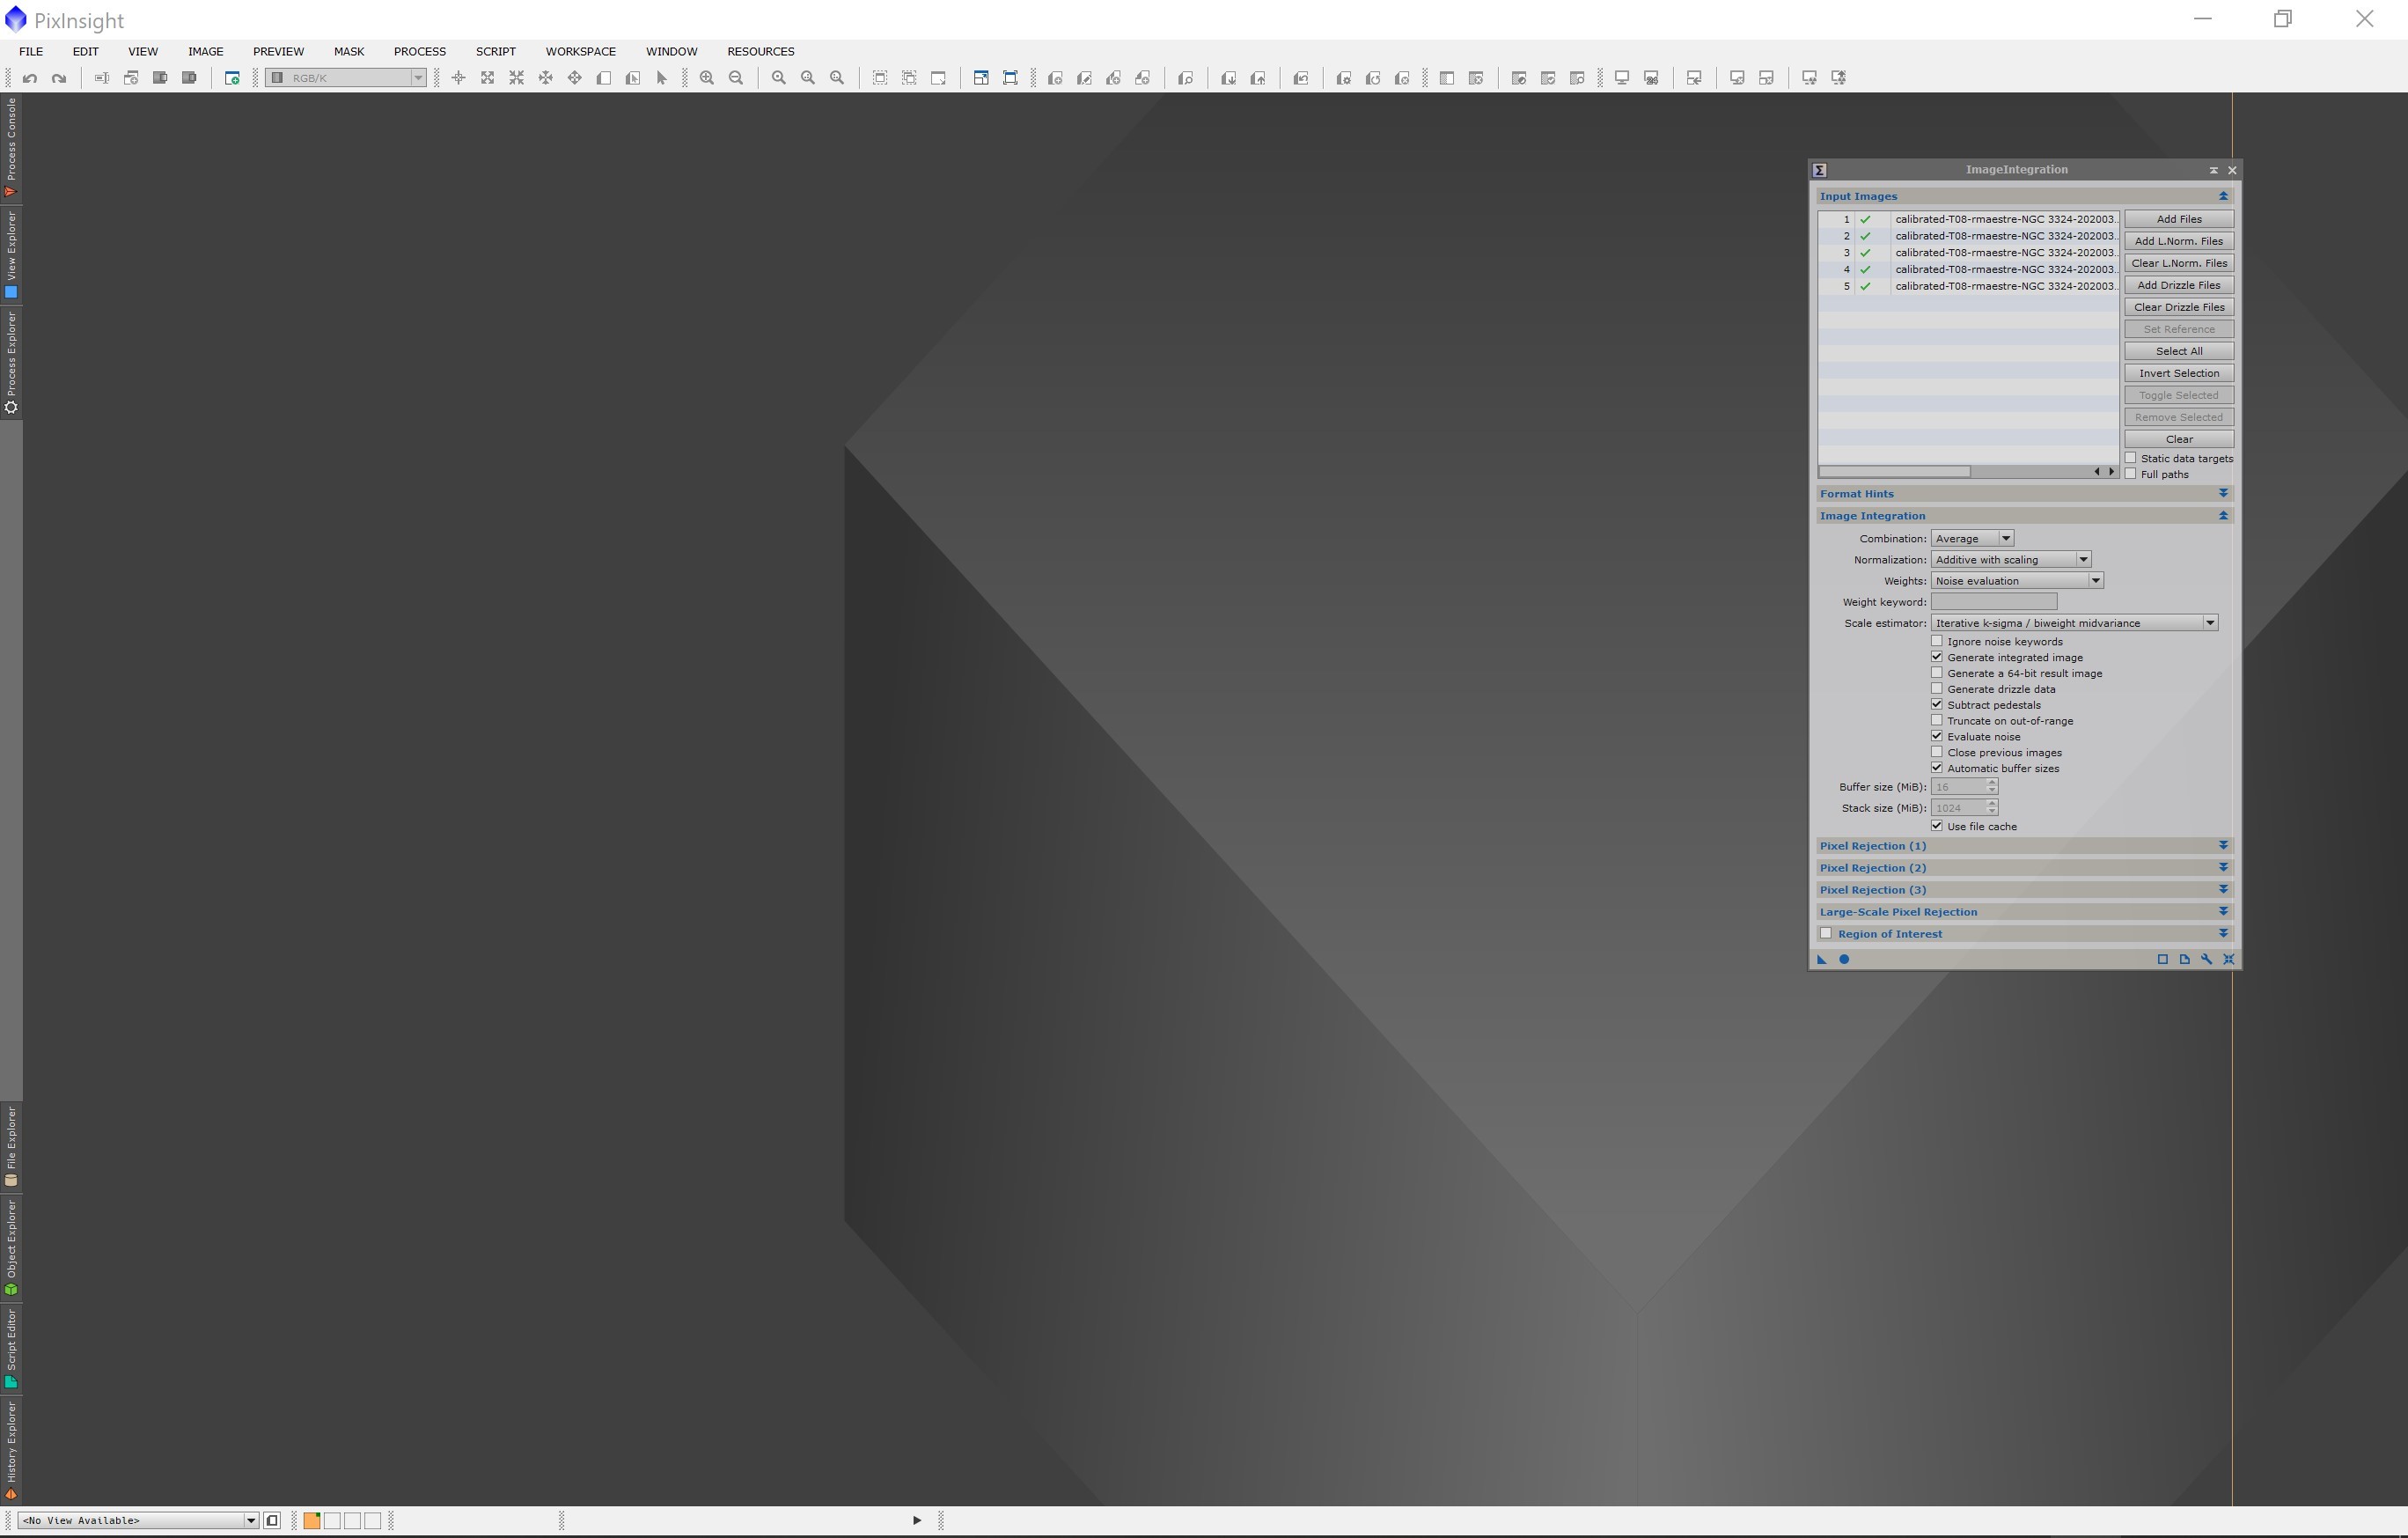 PixInsight
FILE EDIT VIEW IMAGE PREVIEW MASK PROCESS SCRIPT WORKSPACE WINDOW RESOURCES
RGB/K
Process Console
View Explorer
Process Explorer
File Explorer
Object Explorer
Script Editor
History Explorer
ImageIntegration
Input Images
1 calibrated-T08-rmaestre-NGC 3324-202003...
2 calibrated-T08-rmaestre-NGC 3324-202003...
3 calibrated-T08-rmaestre-NGC 3324-202003...
4 calibrated-T08-rmaestre-NGC 3324-202003...
5 calibrated-T08-rmaestre-NGC 3324-202003...
Add Files
Add L.Norm. Files
Clear L.Norm. Files
Add Drizzle Files
Clear Drizzle Files
Set Reference
Select All
Invert Selection
Toggle Selected
Remove Selected
Clear
Static data targets
Full paths
Format Hints
Image Integration
Combination: Average
Normalization: Additive with scaling
Weights: Noise evaluation
Weight keyword:
Scale estimator: Iterative k-sigma / biweight midvariance
Ignore noise keywords
Generate integrated image
Generate a 64-bit result image
Generate drizzle data
Subtract pedestals
Truncate on out-of-range
Evaluate noise
Close previous images
Automatic buffer sizes
Buffer size (MiB): 16
Stack size (MiB): 1024
Use file cache
Pixel Rejection (1)
Pixel Rejection (2)
Pixel Rejection (3)
Large-Scale Pixel Rejection
Region of Interest
<No View Available>